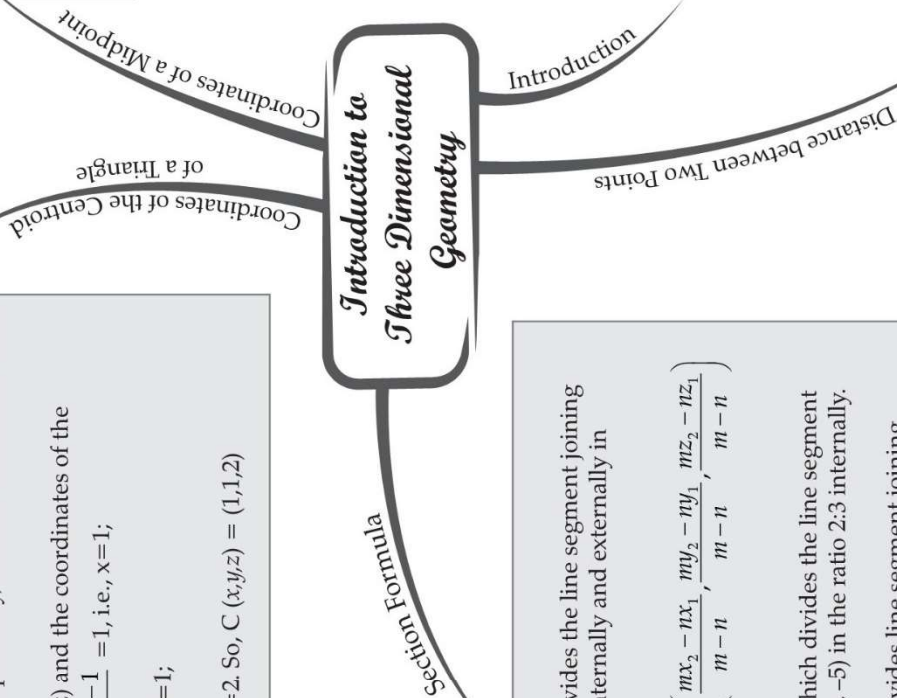 Introduction to
Three Dimensional
Geometry
Introduction
Distance between Two Points
Coordinates of a Midpoint
Coordinates of the Centroid
of a Triangle
Section Formula
and the coordinates of the
=1, i.e., x=1;
=1;
=2. So, C (x,y,z) = (1,1,2)
vides the line segment joining
ternally and externally in
mx₂ − nx₁ / m − n , my₂ − ny₁ / m − n , mz₂ − nz₁ / m − n )
hich divides the line segment
−5) in the ratio 2:3 internally.
vides line segment joining